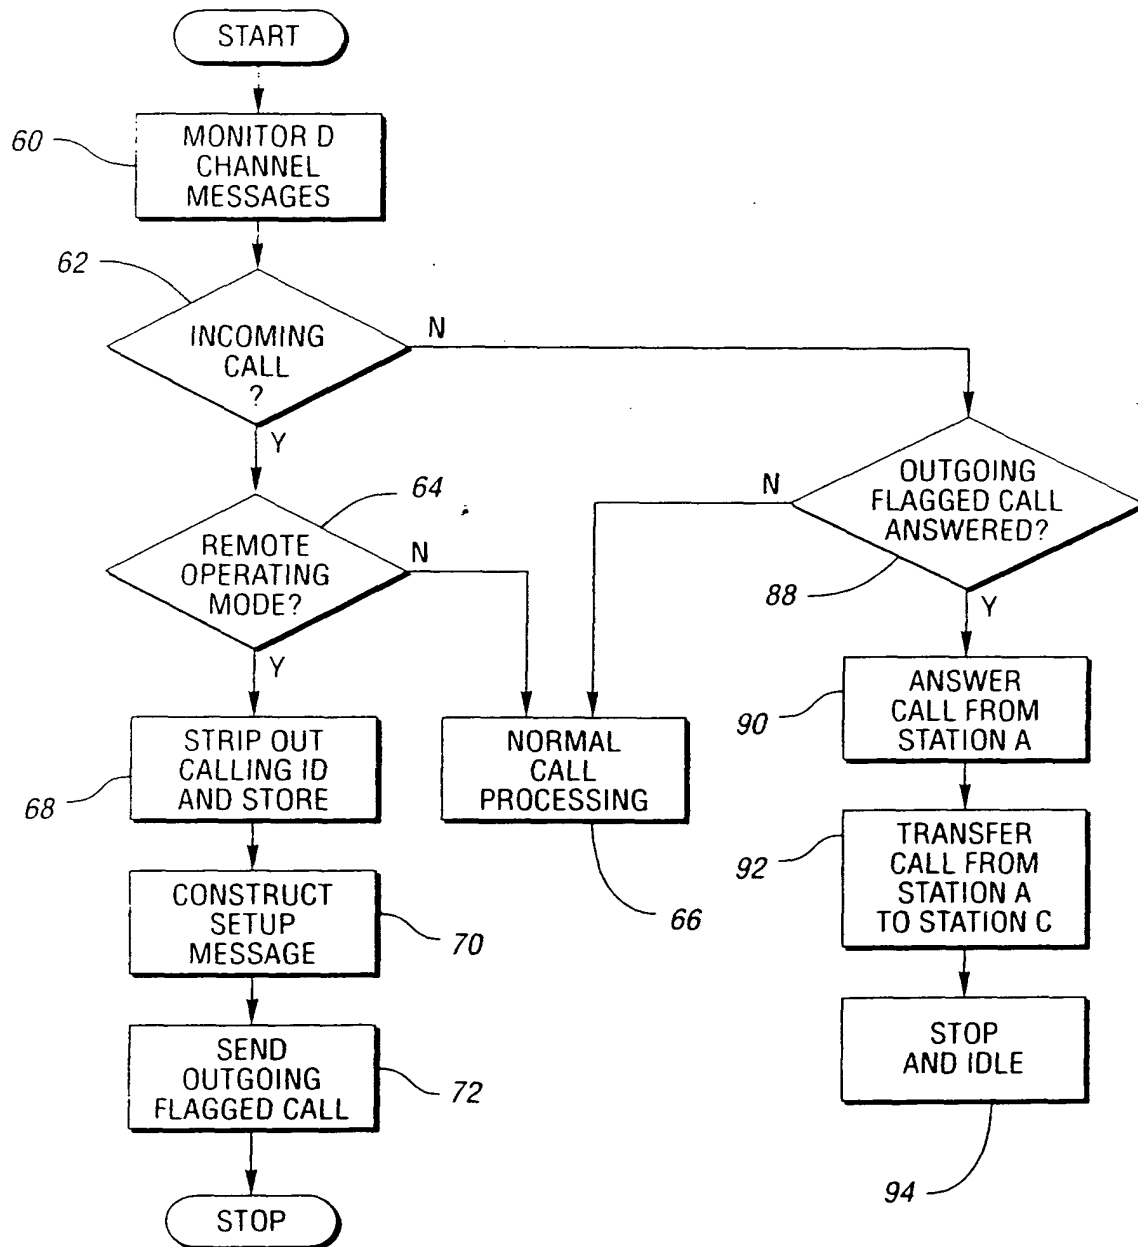 START
60
MONITOR D
CHANNEL
MESSAGES
62
INCOMING
CALL
?
N
Y
64
REMOTE
OPERATING
MODE?
N
Y
OUTGOING
FLAGGED CALL
ANSWERED?
N
88
Y
68
STRIP OUT
CALLING ID
AND STORE
NORMAL
CALL
PROCESSING
66
90
ANSWER
CALL FROM
STATION A
92
TRANSFER
CALL FROM
STATION A
TO STATION C
CONSTRUCT
SETUP
MESSAGE
70
SEND
OUTGOING
FLAGGED CALL
72
STOP
AND IDLE
94
STOP